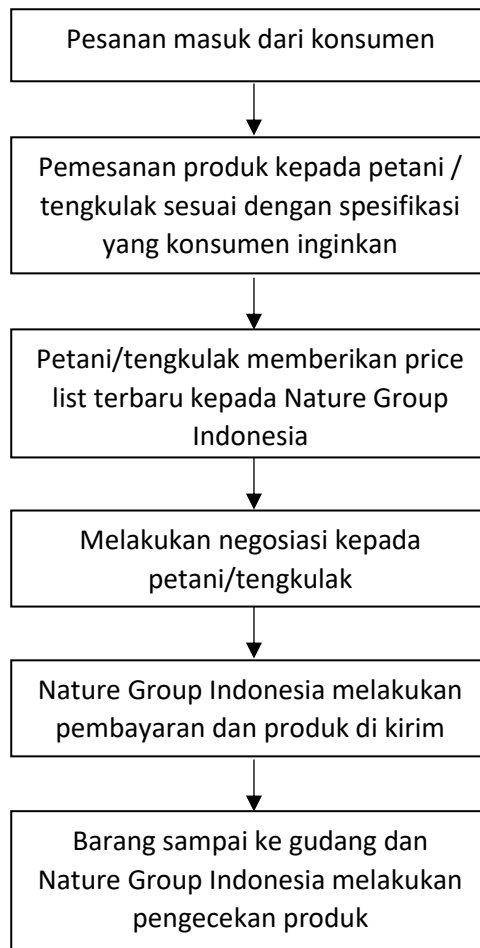 Pesanan masuk dari konsumen
Pemesanan produk kepada petani /
tengkulak sesuai dengan spesifikasi
yang konsumen inginkan
Petani/tengkulak memberikan price
list terbaru kepada Nature Group
Indonesia
Melakukan negosiasi kepada
petani/tengkulak
Nature Group Indonesia melakukan
pembayaran dan produk di kirim
Barang sampai ke gudang dan
Nature Group Indonesia melakukan
pengecekan produk